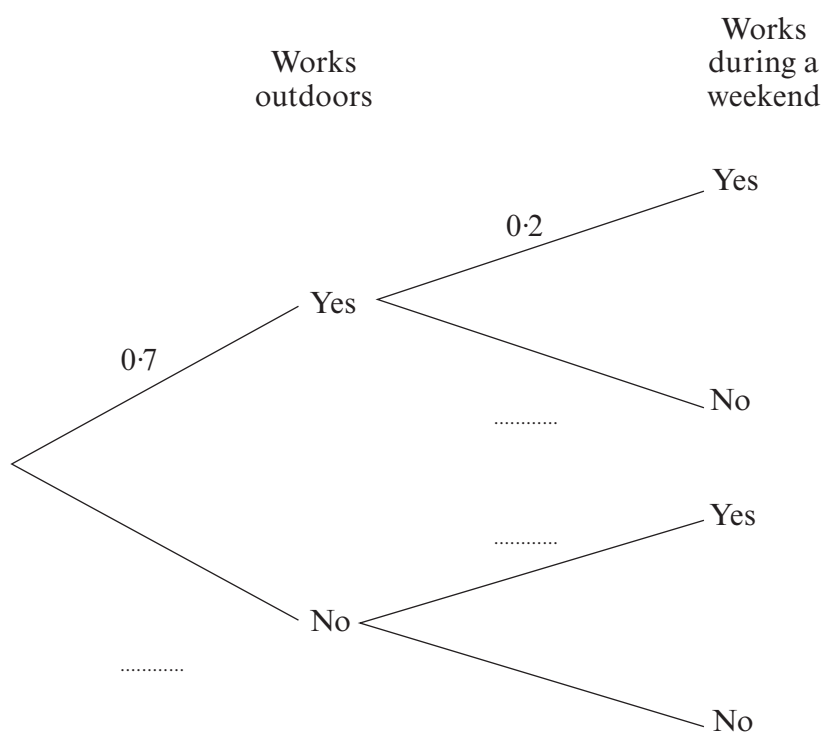 Works
outdoors
Works
during a
weekend
Yes
0·2
Yes
0·7
No
............
Yes
............
No
............
No